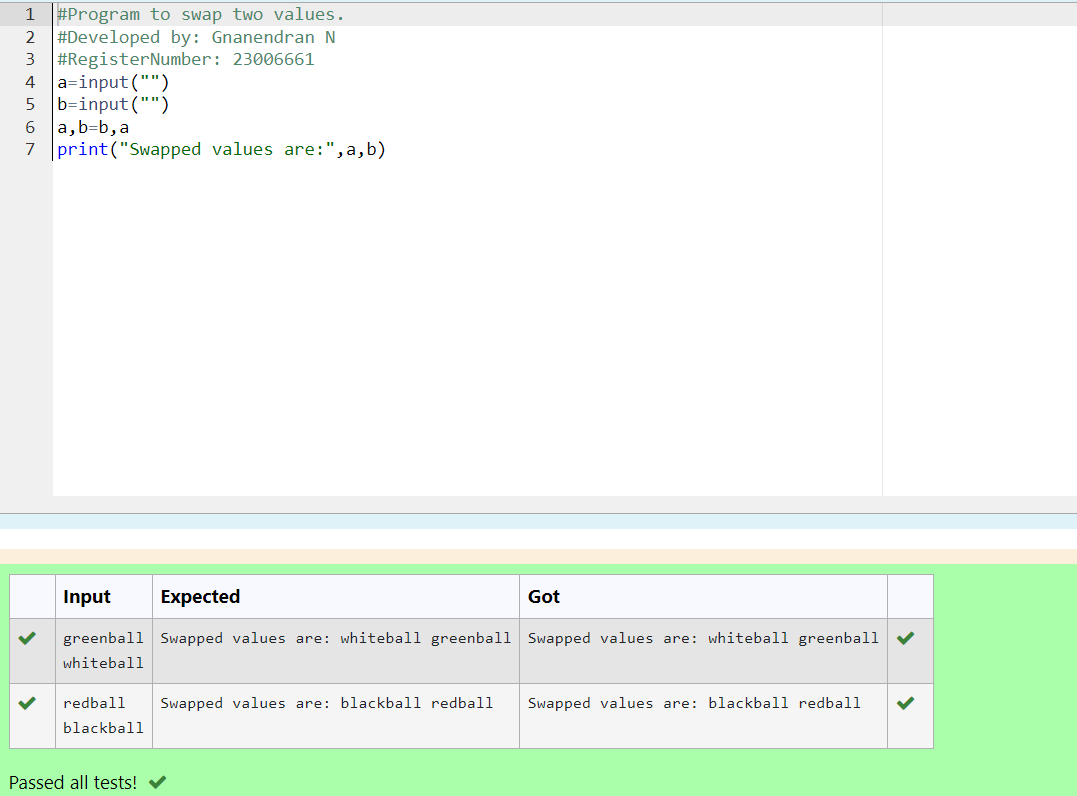 1 #Program to swap two values.
2 #Developed by: Gnanendran N
3 #RegisterNumber: 23006661
4 a=input("")
5 b=input("")
6 a,b=b,a
7 print("Swapped values are:",a,b)
Input Expected Got
greenball Swapped values are: whiteball greenball Swapped values are: whiteball greenball
whiteball
redball Swapped values are: blackball redball Swapped values are: blackball redball
blackball
Passed all tests!